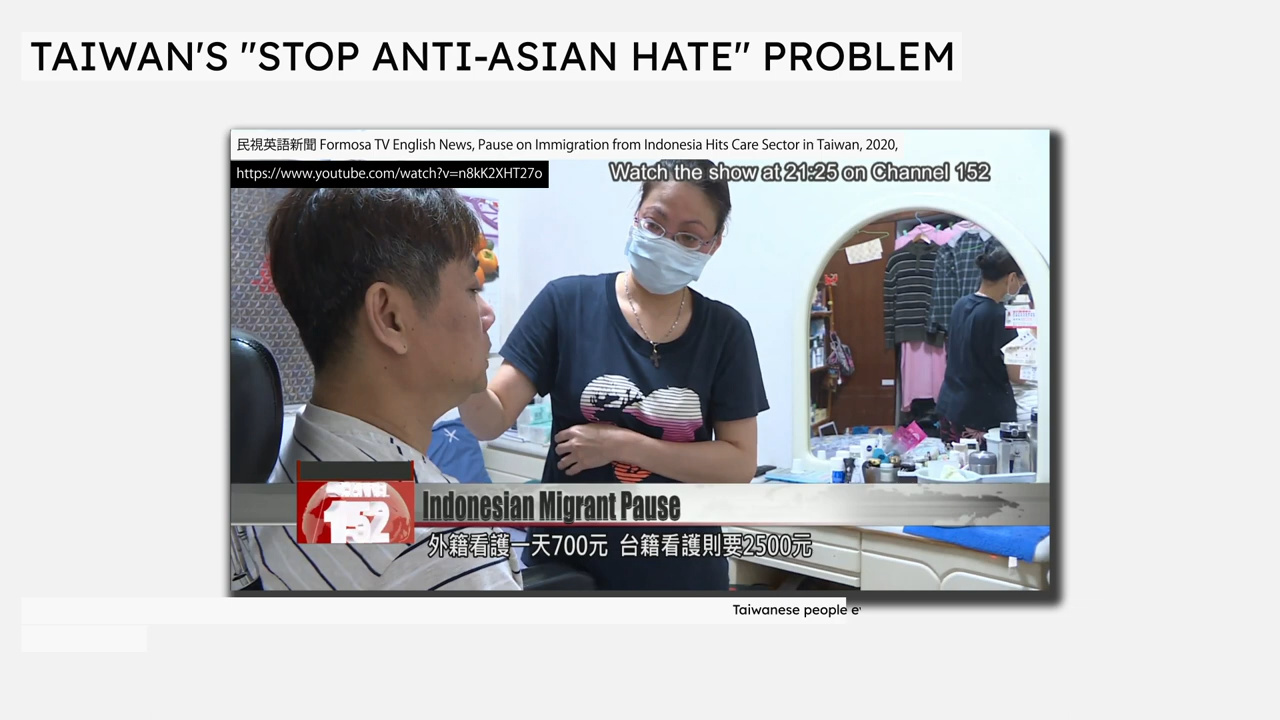 TAIWAN'S "STOP ANTI-ASIAN HATE" PROBLEM
民視英語新聞 Formosa TV English News, Pause on Immigration from Indonesia Hits Care Sector in Taiwan, 2020,
https://www.youtube.com/watch?v=n8kK2XHT27o
Watch the show at 21:25 on Channel 152
152
Indonesian Migrant Pause
外籍看護一天700元 台籍看護則要2500元
Taiwanese people e